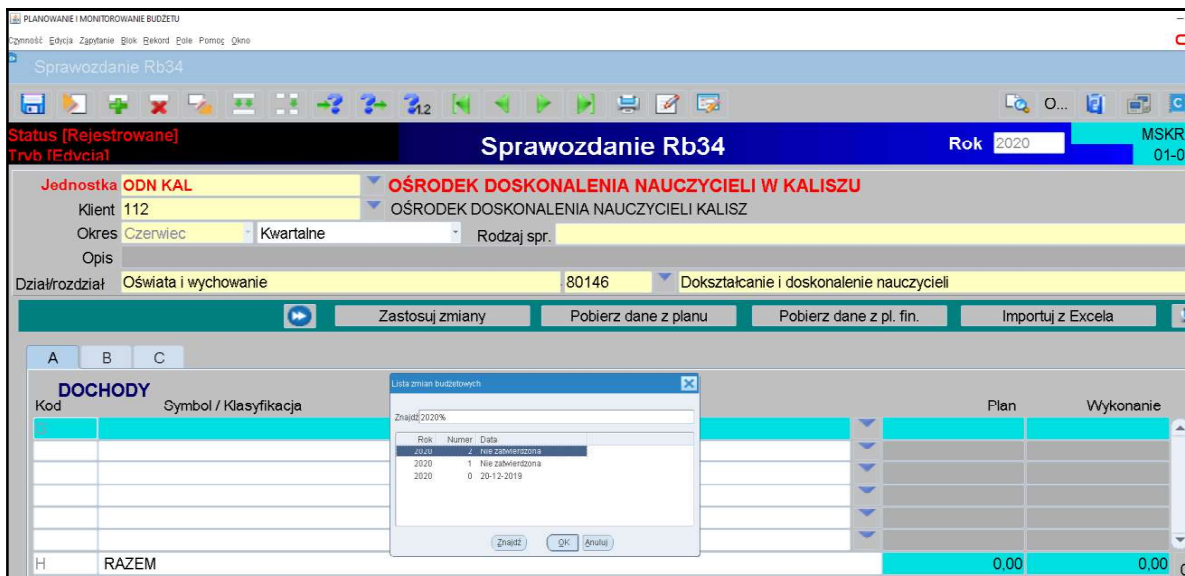 PLANOWANIE I MONITOROWANIE BUDŻETU
Czynność Edycja Zapytanie Blok Rekord Pole Pomoc Okno
Sprawozdanie Rb34
O...
Status [Rejestrowane]
Tryb [Edycja]
Sprawozdanie Rb34
Rok 2020
MSKR
01-0
Jednostka ODN KAL OŚRODEK DOSKONALENIA NAUCZYCIELI W KALISZU
Klient 112 OŚRODEK DOSKONALENIA NAUCZYCIELI KALISZ
Okres Czerwiec Kwartalne Rodzaj spr.
Opis
Dział/rozdział Oświata i wychowanie 80146 Dokształcanie i doskonalenie nauczycieli
Zastosuj zmiany Pobierz dane z planu Pobierz dane z pl. fin. Importuj z Excela
A B C
DOCHODY
Kod Symbol / Klasyfikacja Plan Wykonanie
Lista zmian budżetowych
Znajdź 2020%
Rok Numer Data
2020 2 Nie zatwierdzona
2020 1 Nie zatwierdzona
2020 0 20-12-2019
Znajdź OK Anuluj
H RAZEM 0,00 0,00